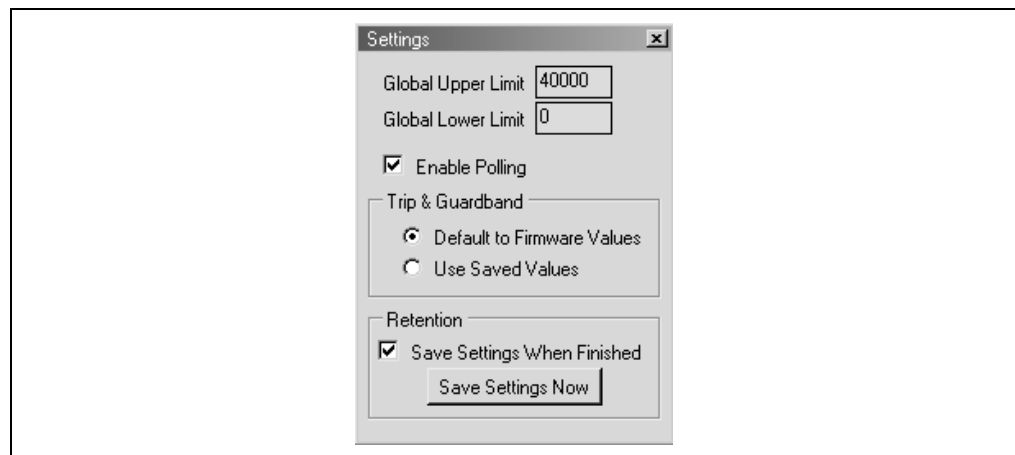 Settings
Global Upper Limit 40000
Global Lower Limit 0
Enable Polling
Trip & Guardband
Default to Firmware Values
Use Saved Values
Retention
Save Settings When Finished
Save Settings Now